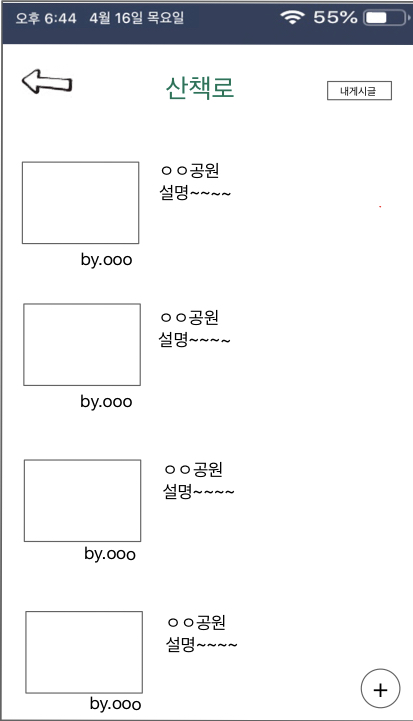 오후 6:44 4월 16일 목요일 55%
산책로
내게시글
ㅇㅇ공원
설명~~~~
by.ooo
ㅇㅇ공원
설명~~~~
by.ooo
ㅇㅇ공원
설명~~~~
by.ooo
ㅇㅇ공원
설명~~~~
by.ooo
+